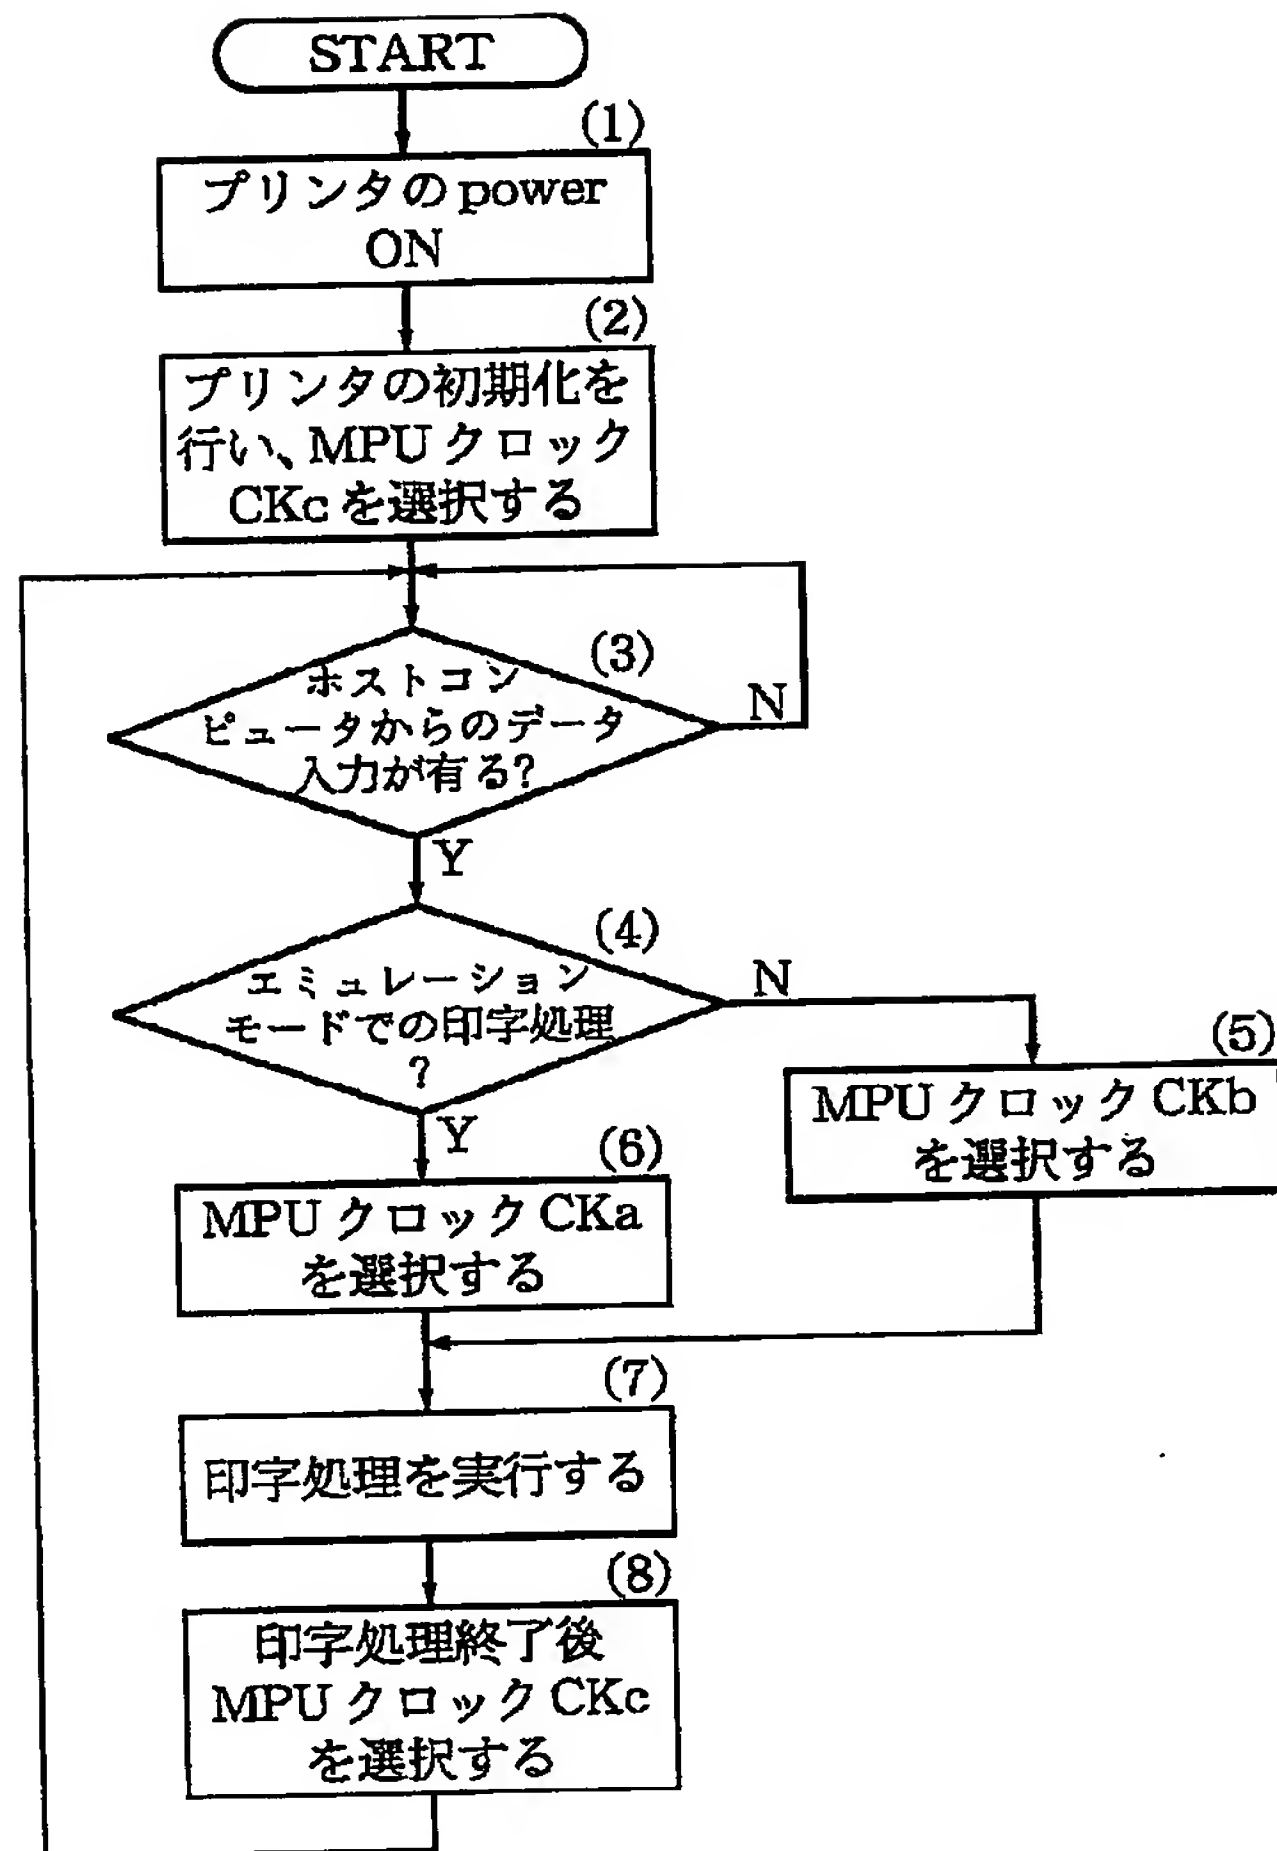 START
(1)
プリンタのpower
ON
(2)
プリンタの初期化を
行い、MPUクロック
CKcを選択する
(3)
ホストコン
ピュータからのデータ
入力が有る?
N
Y
(4)
エミュレーション
モードでの印字処理
?
N
Y
(5)
MPUクロックCKb
を選択する
(6)
MPUクロックCKa
を選択する
(7)
印字処理を実行する
(8)
印字処理終了後
MPUクロックCKc
を選択する